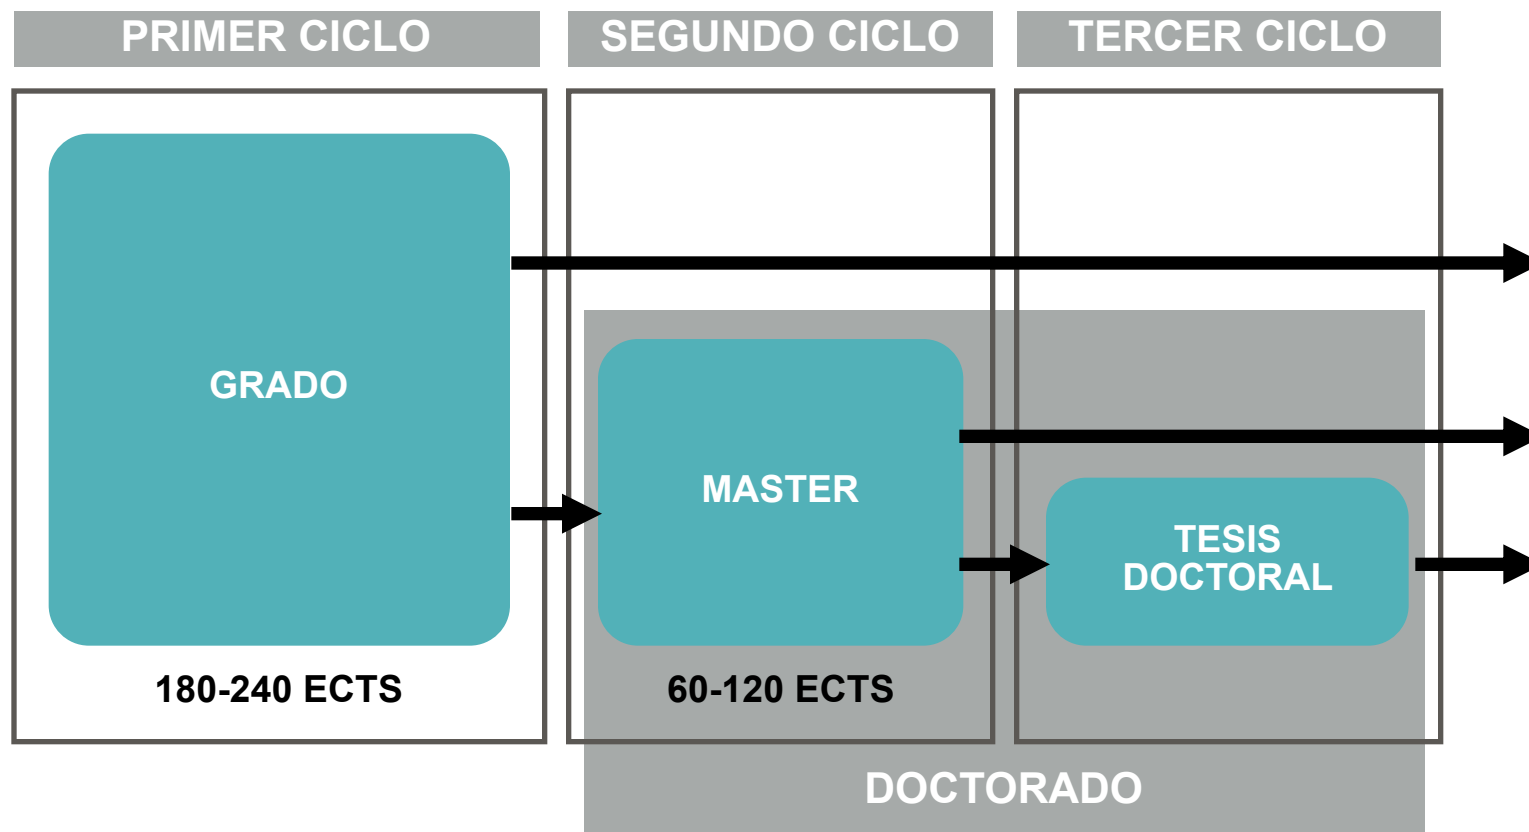 PRIMER CICLO
SEGUNDO CICLO
TERCER CICLO
GRADO
MASTER
TESIS
DOCTORAL
180-240 ECTS
60-120 ECTS
DOCTORADO